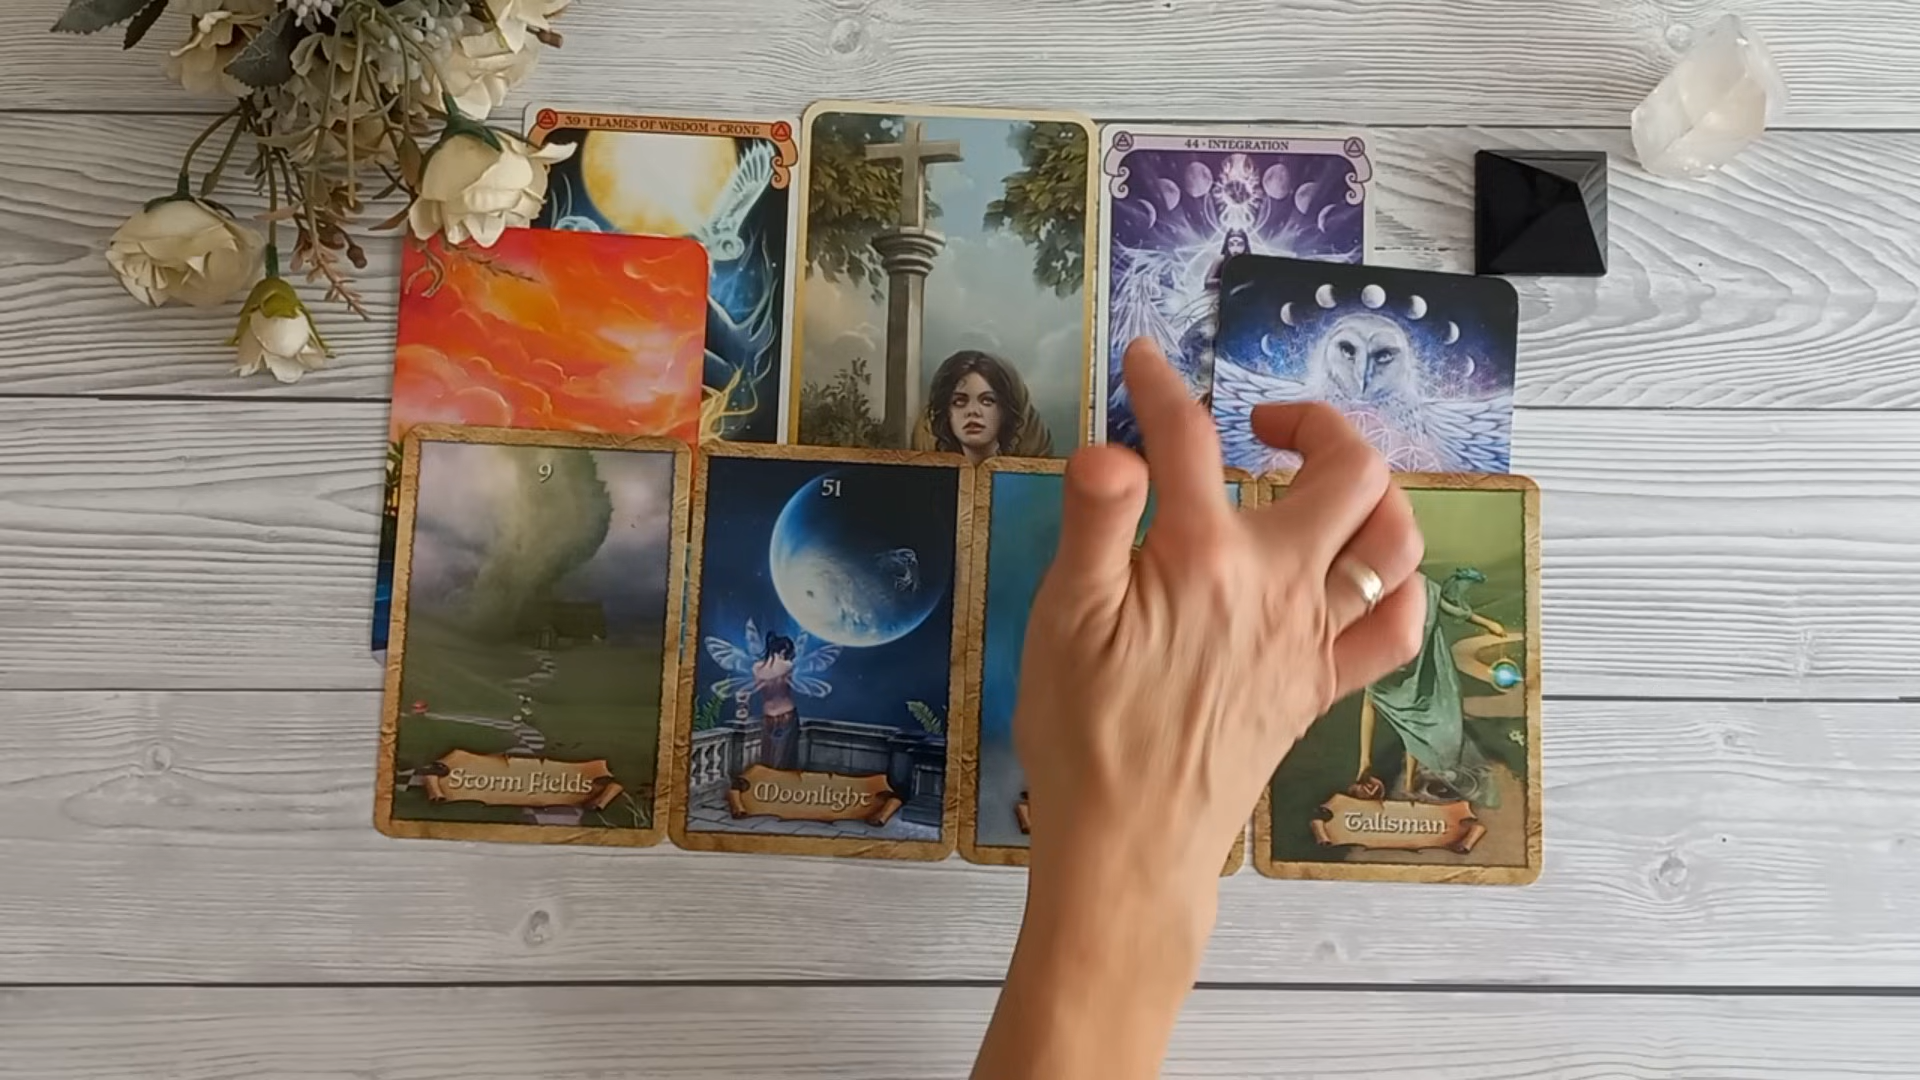 39 · FLAMES OF WISDOM · CRONE
44 · INTEGRATION
9
51
Storm Fields
Moonlight
Talisman